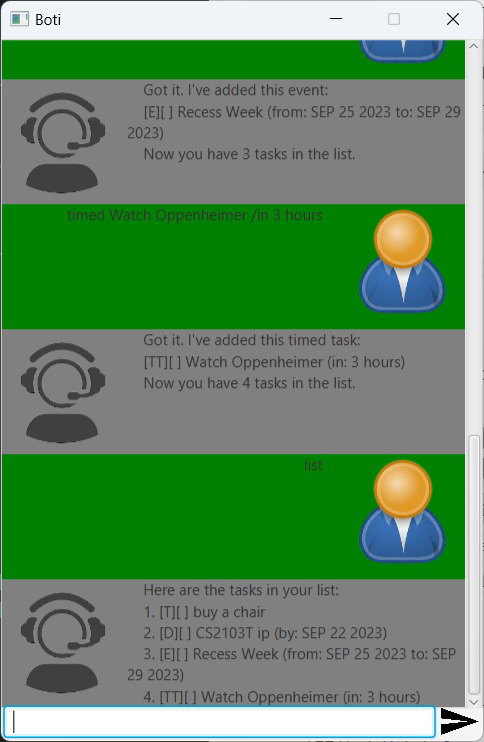 Boti
Got it. I've added this event:
[E][ ] Recess Week (from: SEP 25 2023 to: SEP 29
2023)
Now you have 3 tasks in the list.
timed Watch Oppenheimer /in 3 hours
Got it. I've added this timed task:
[TT][ ] Watch Oppenheimer (in: 3 hours)
Now you have 4 tasks in the list.
list
Here are the tasks in your list:
1. [T][ ] buy a chair
2. [D][ ] CS2103T ip (by: SEP 22 2023)
3. [E][ ] Recess Week (from: SEP 25 2023 to: SEP
29 2023)
4. [TT][ ] Watch Oppenheimer (in: 3 hours)